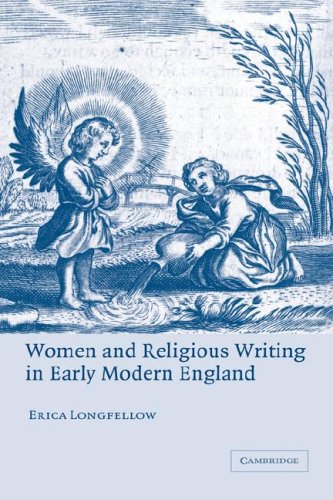 Women and Religious Writing
in Early Modern England
ERICA LONGFELLOW
CAMBRIDGE